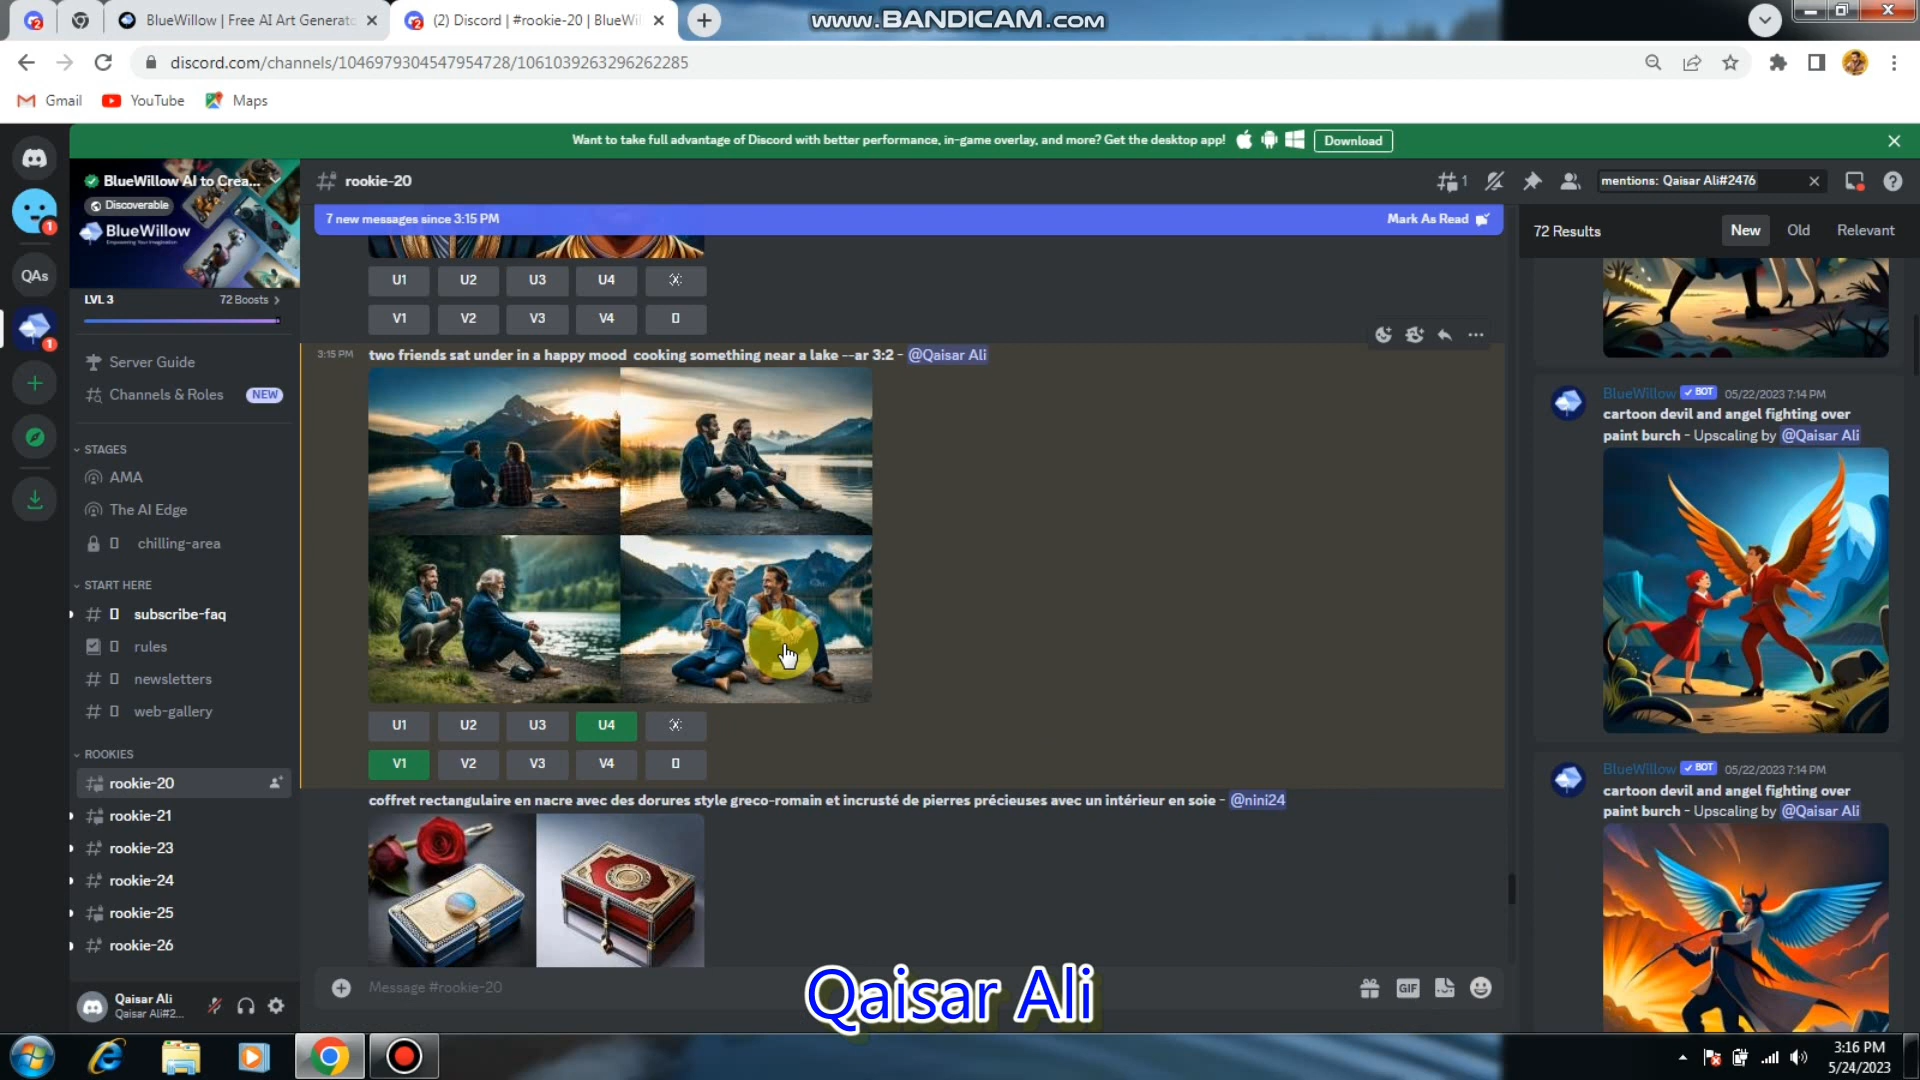 BlueWillow | Free AI Art Generato
(2) Discord | #rookie-20 | BlueWil
www.BANDICAM.com
discord.com/channels/1046979304547954728/1061039263296262285
Gmail
YouTube
Maps
Want to take full advantage of Discord with better performance, in-game overlay, and more? Get the desktop app!
Download
BlueWillow AI to Crea...
Discoverable
BlueWillow
LVL 3
72 Boosts
QAs
1
1
Server Guide
Channels & Roles
NEW
STAGES
AMA
The AI Edge
chilling-area
START HERE
subscribe-faq
rules
newsletters
web-gallery
ROOKIES
rookie-20
rookie-21
rookie-23
rookie-24
rookie-25
rookie-26
Qaisar Ali
Qaisar Ali#2...
rookie-20
1
mentions: Qaisar Ali#2476
7 new messages since 3:15 PM
Mark As Read
U1 U2 U3 U4
V1 V2 V3 V4
3:15 PM two friends sat under in a happy mood cooking something near a lake --ar 3:2 - @Qaisar Ali
U1 U2 U3 U4
V1 V2 V3 V4
coffret rectangulaire en nacre avec des dorures style greco-romain et incrusté de pierres précieuses avec un intérieur en soie - @nini24
Message #rookie-20
GIF
Qaisar Ali
72 Results
New
Old
Relevant
BlueWillow BOT 05/22/2023 7:14 PM
cartoon devil and angel fighting over
paint burch - Upscaling by @Qaisar Ali
BlueWillow BOT 05/22/2023 7:14 PM
cartoon devil and angel fighting over
paint burch - Upscaling by @Qaisar Ali
3:16 PM
5/24/2023